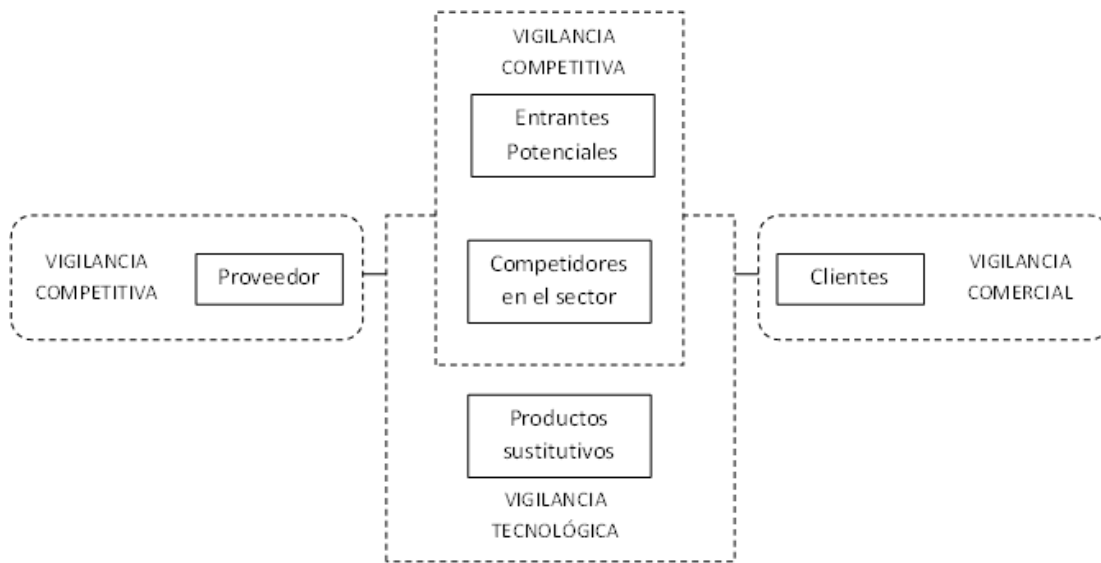 VIGILANCIA
COMPETITIVA
Entrantes
Potenciales
VIGILANCIA
COMPETITIVA
Proveedor
Competidores
en el sector
Clientes
VIGILANCIA
COMERCIAL
Productos
sustitutivos
VIGILANCIA
TECNOLÓGICA